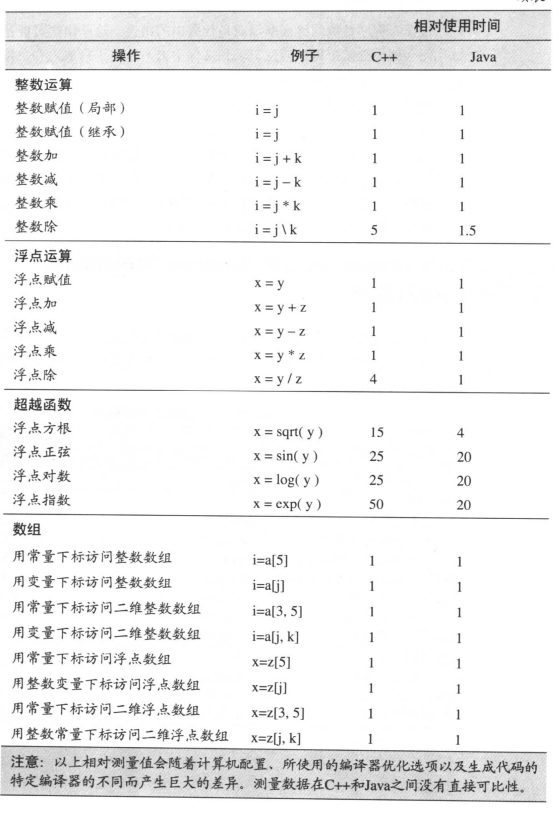 相对使用时间
操作 例子 C++ Java
整数运算
整数赋值（局部） i = j 1 1
整数赋值（继承） i = j 1 1
整数加 i = j + k 1 1
整数减 i = j – k 1 1
整数乘 i = j * k 1 1
整数除 i = j \ k 5 1.5
浮点运算
浮点赋值 x = y 1 1
浮点加 x = y + z 1 1
浮点减 x = y – z 1 1
浮点乘 x = y * z 1 1
浮点除 x = y / z 4 1
超越函数
浮点方根 x = sqrt( y ) 15 4
浮点正弦 x = sin( y ) 25 20
浮点对数 x = log( y ) 25 20
浮点指数 x = exp( y ) 50 20
数组
用常量下标访问整数数组 i=a[5] 1 1
用变量下标访问整数数组 i=a[j] 1 1
用常量下标访问二维整数数组 i=a[3, 5] 1 1
用变量下标访问二维整数数组 i=a[j, k] 1 1
用常量下标访问浮点数组 x=z[5] 1 1
用整数变量下标访问浮点数组 x=z[j] 1 1
用常量下标访问二维浮点数组 x=z[3, 5] 1 1
用整数常量下标访问二维浮点数组 x=z[j, k] 1 1
注意：以上相对测量值会随着计算机配置、所使用的编译器优化选项以及生成代码的
特定编译器的不同而产生巨大的差异。测量数据在C++和Java之间没有直接可比性。